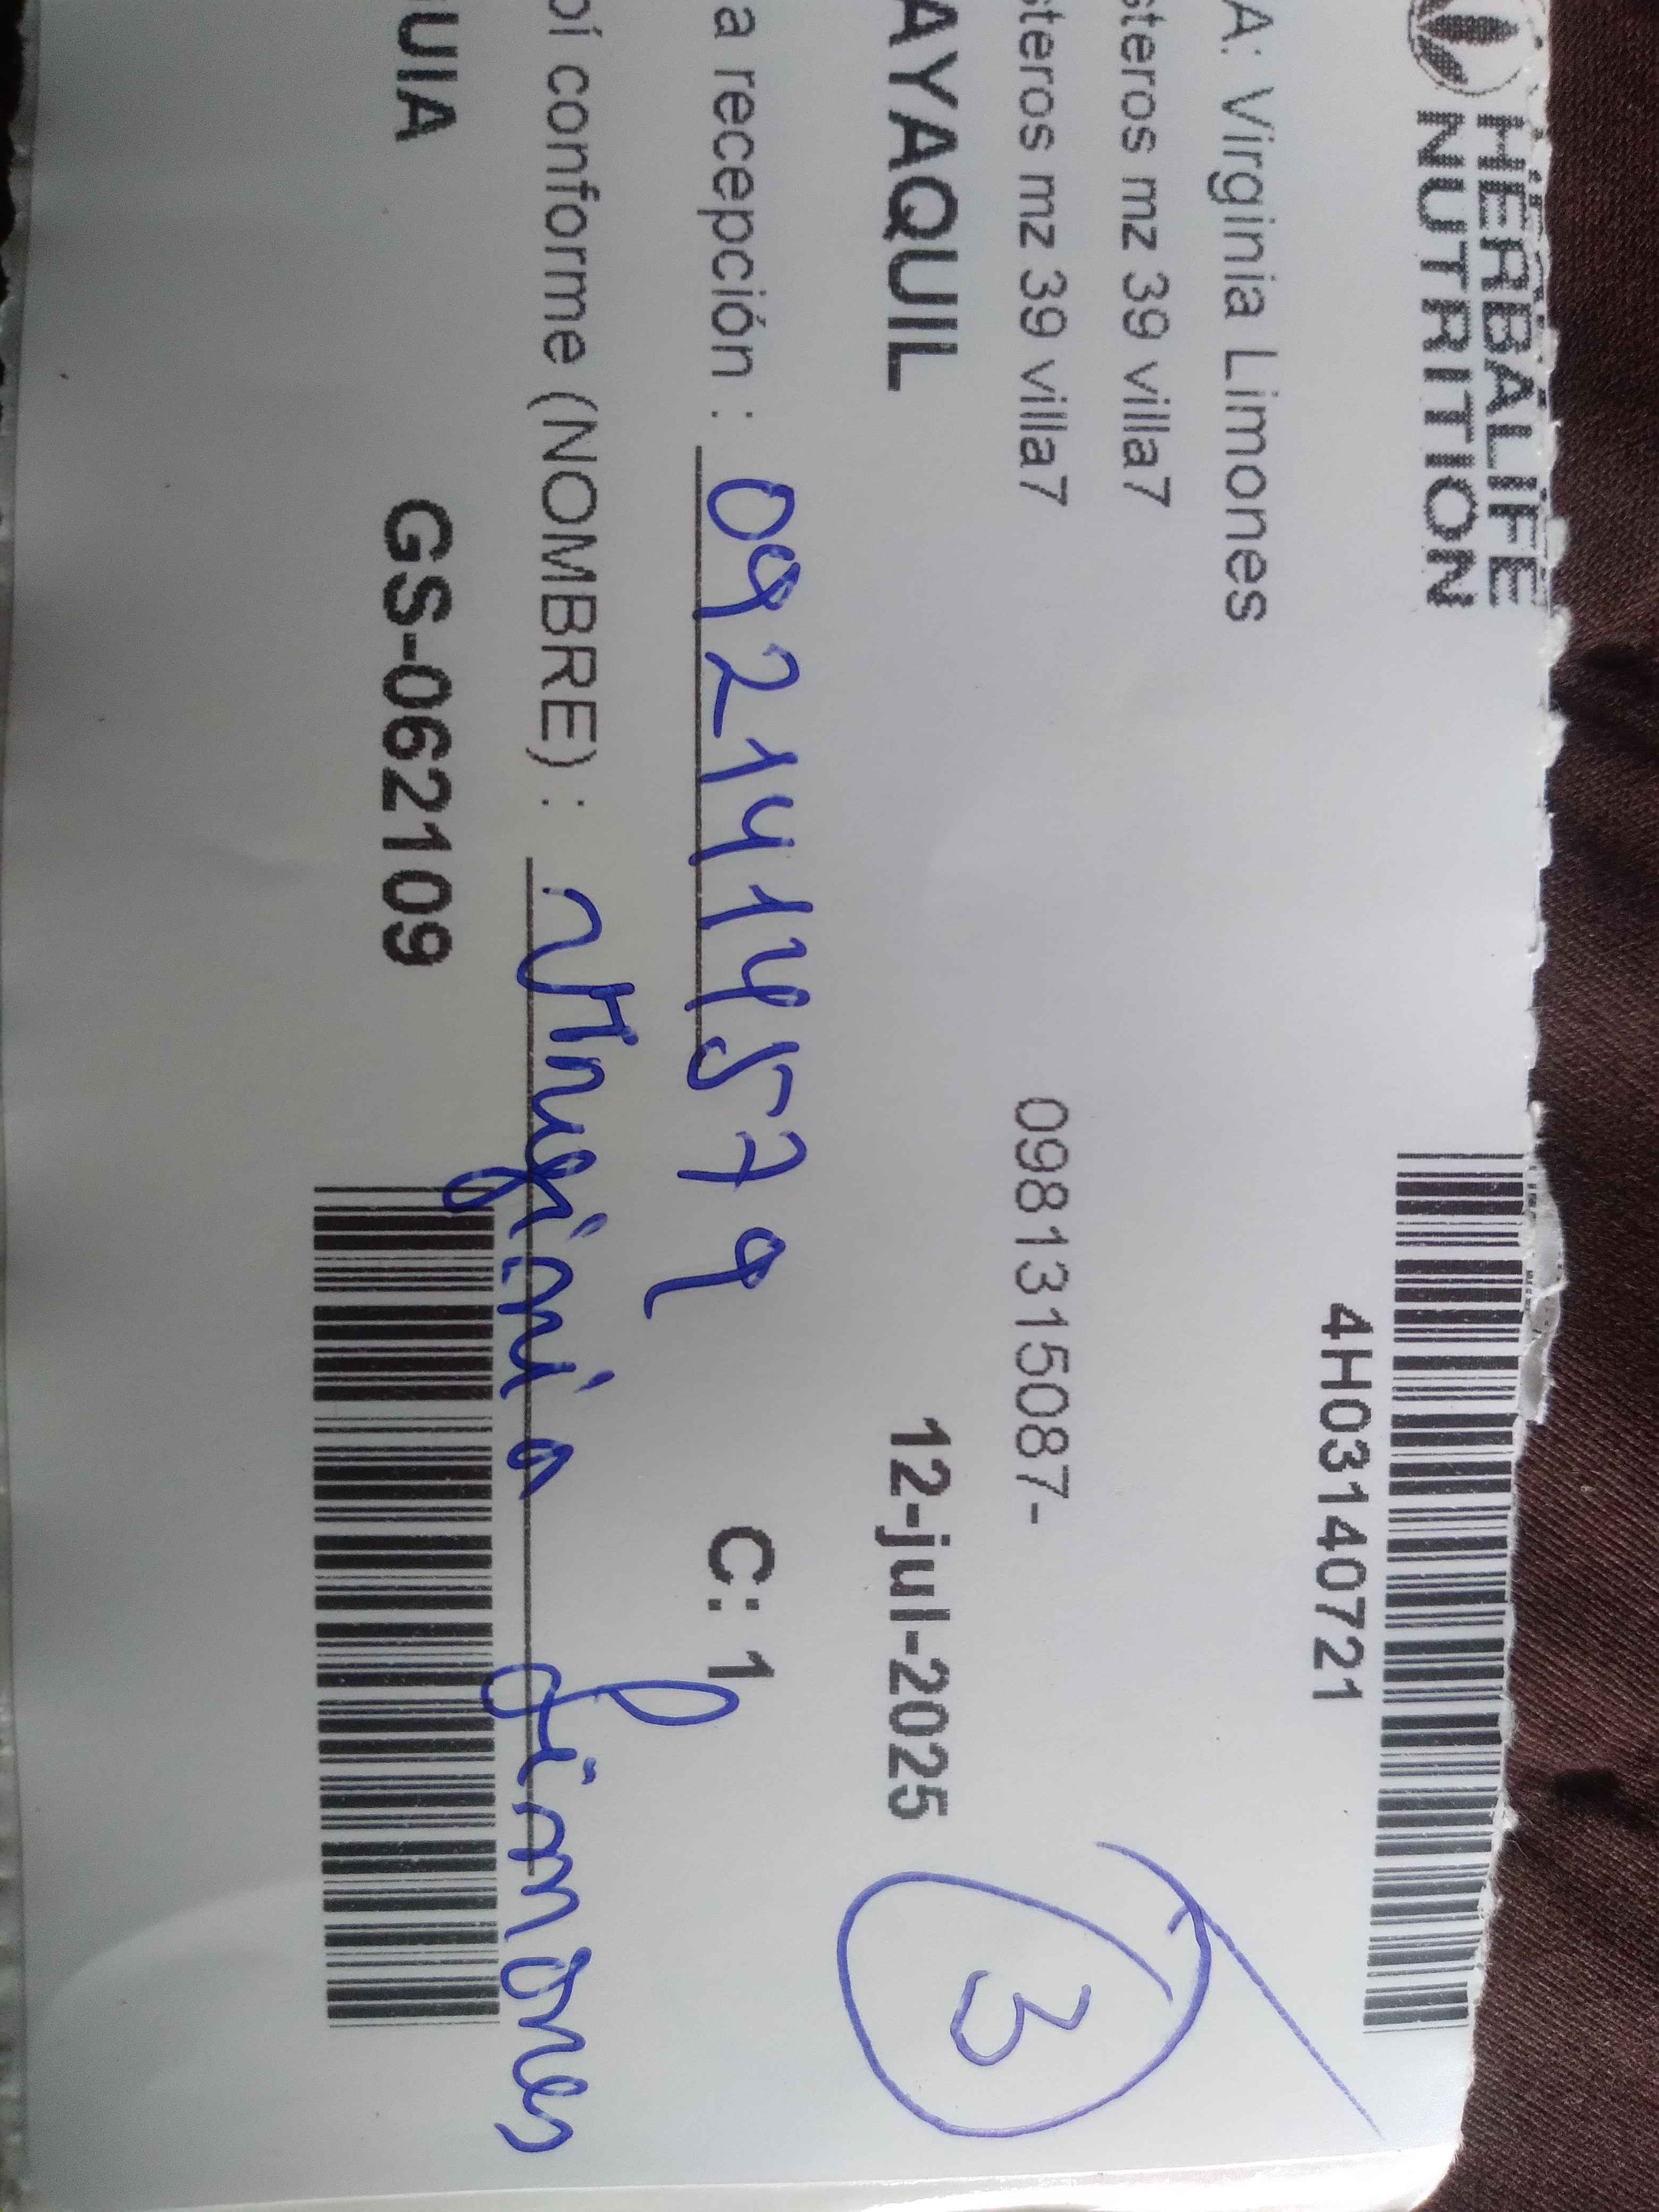 HERBALIFE
NUTRITION
4H03140721
A: Virginia Limones
steros mz 39 villa7
steros mz 39 villa7 0981315087-
AYAQUIL 12-jul-2025 3
a recepción : 0921414579 C: 1
bí conforme (NOMBRE) : Virginia Limones
UIA GS-062109